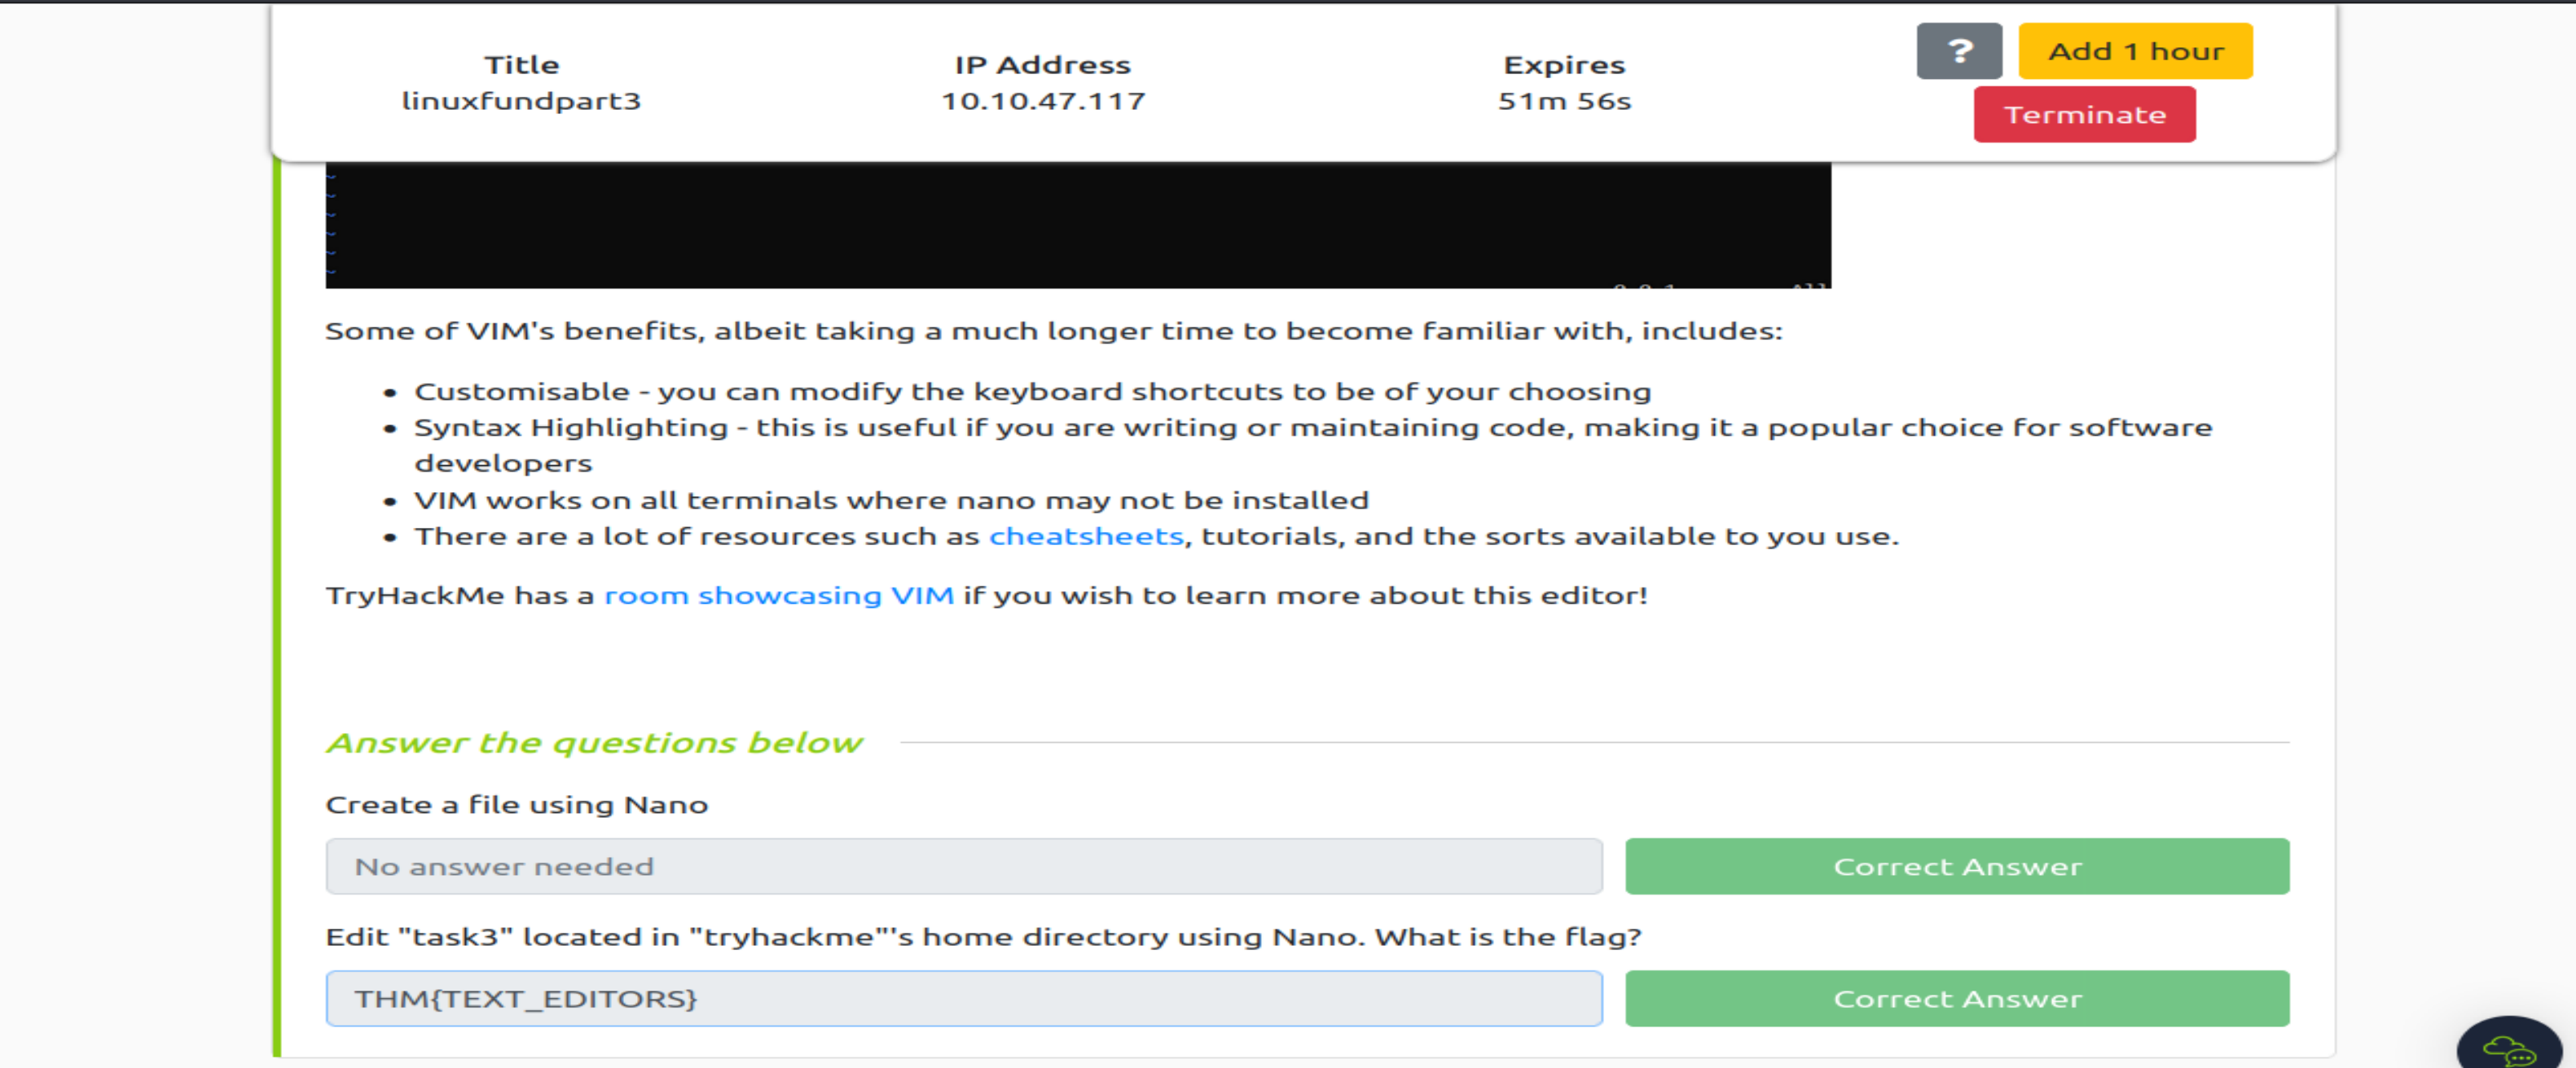 Title
linuxfundpart3
IP Address
10.10.47.117
Expires
51m 56s
?
Add 1 hour
Terminate
Some of VIM's benefits, albeit taking a much longer time to become familiar with, includes:
• Customisable - you can modify the keyboard shortcuts to be of your choosing
• Syntax Highlighting - this is useful if you are writing or maintaining code, making it a popular choice for software
developers
• VIM works on all terminals where nano may not be installed
• There are a lot of resources such as cheatsheets, tutorials, and the sorts available to you use.
TryHackMe has a room showcasing VIM if you wish to learn more about this editor!
Answer the questions below
Create a file using Nano
No answer needed
Correct Answer
Edit "task3" located in "tryhackme"'s home directory using Nano. What is the flag?
THM{TEXT_EDITORS}
Correct Answer